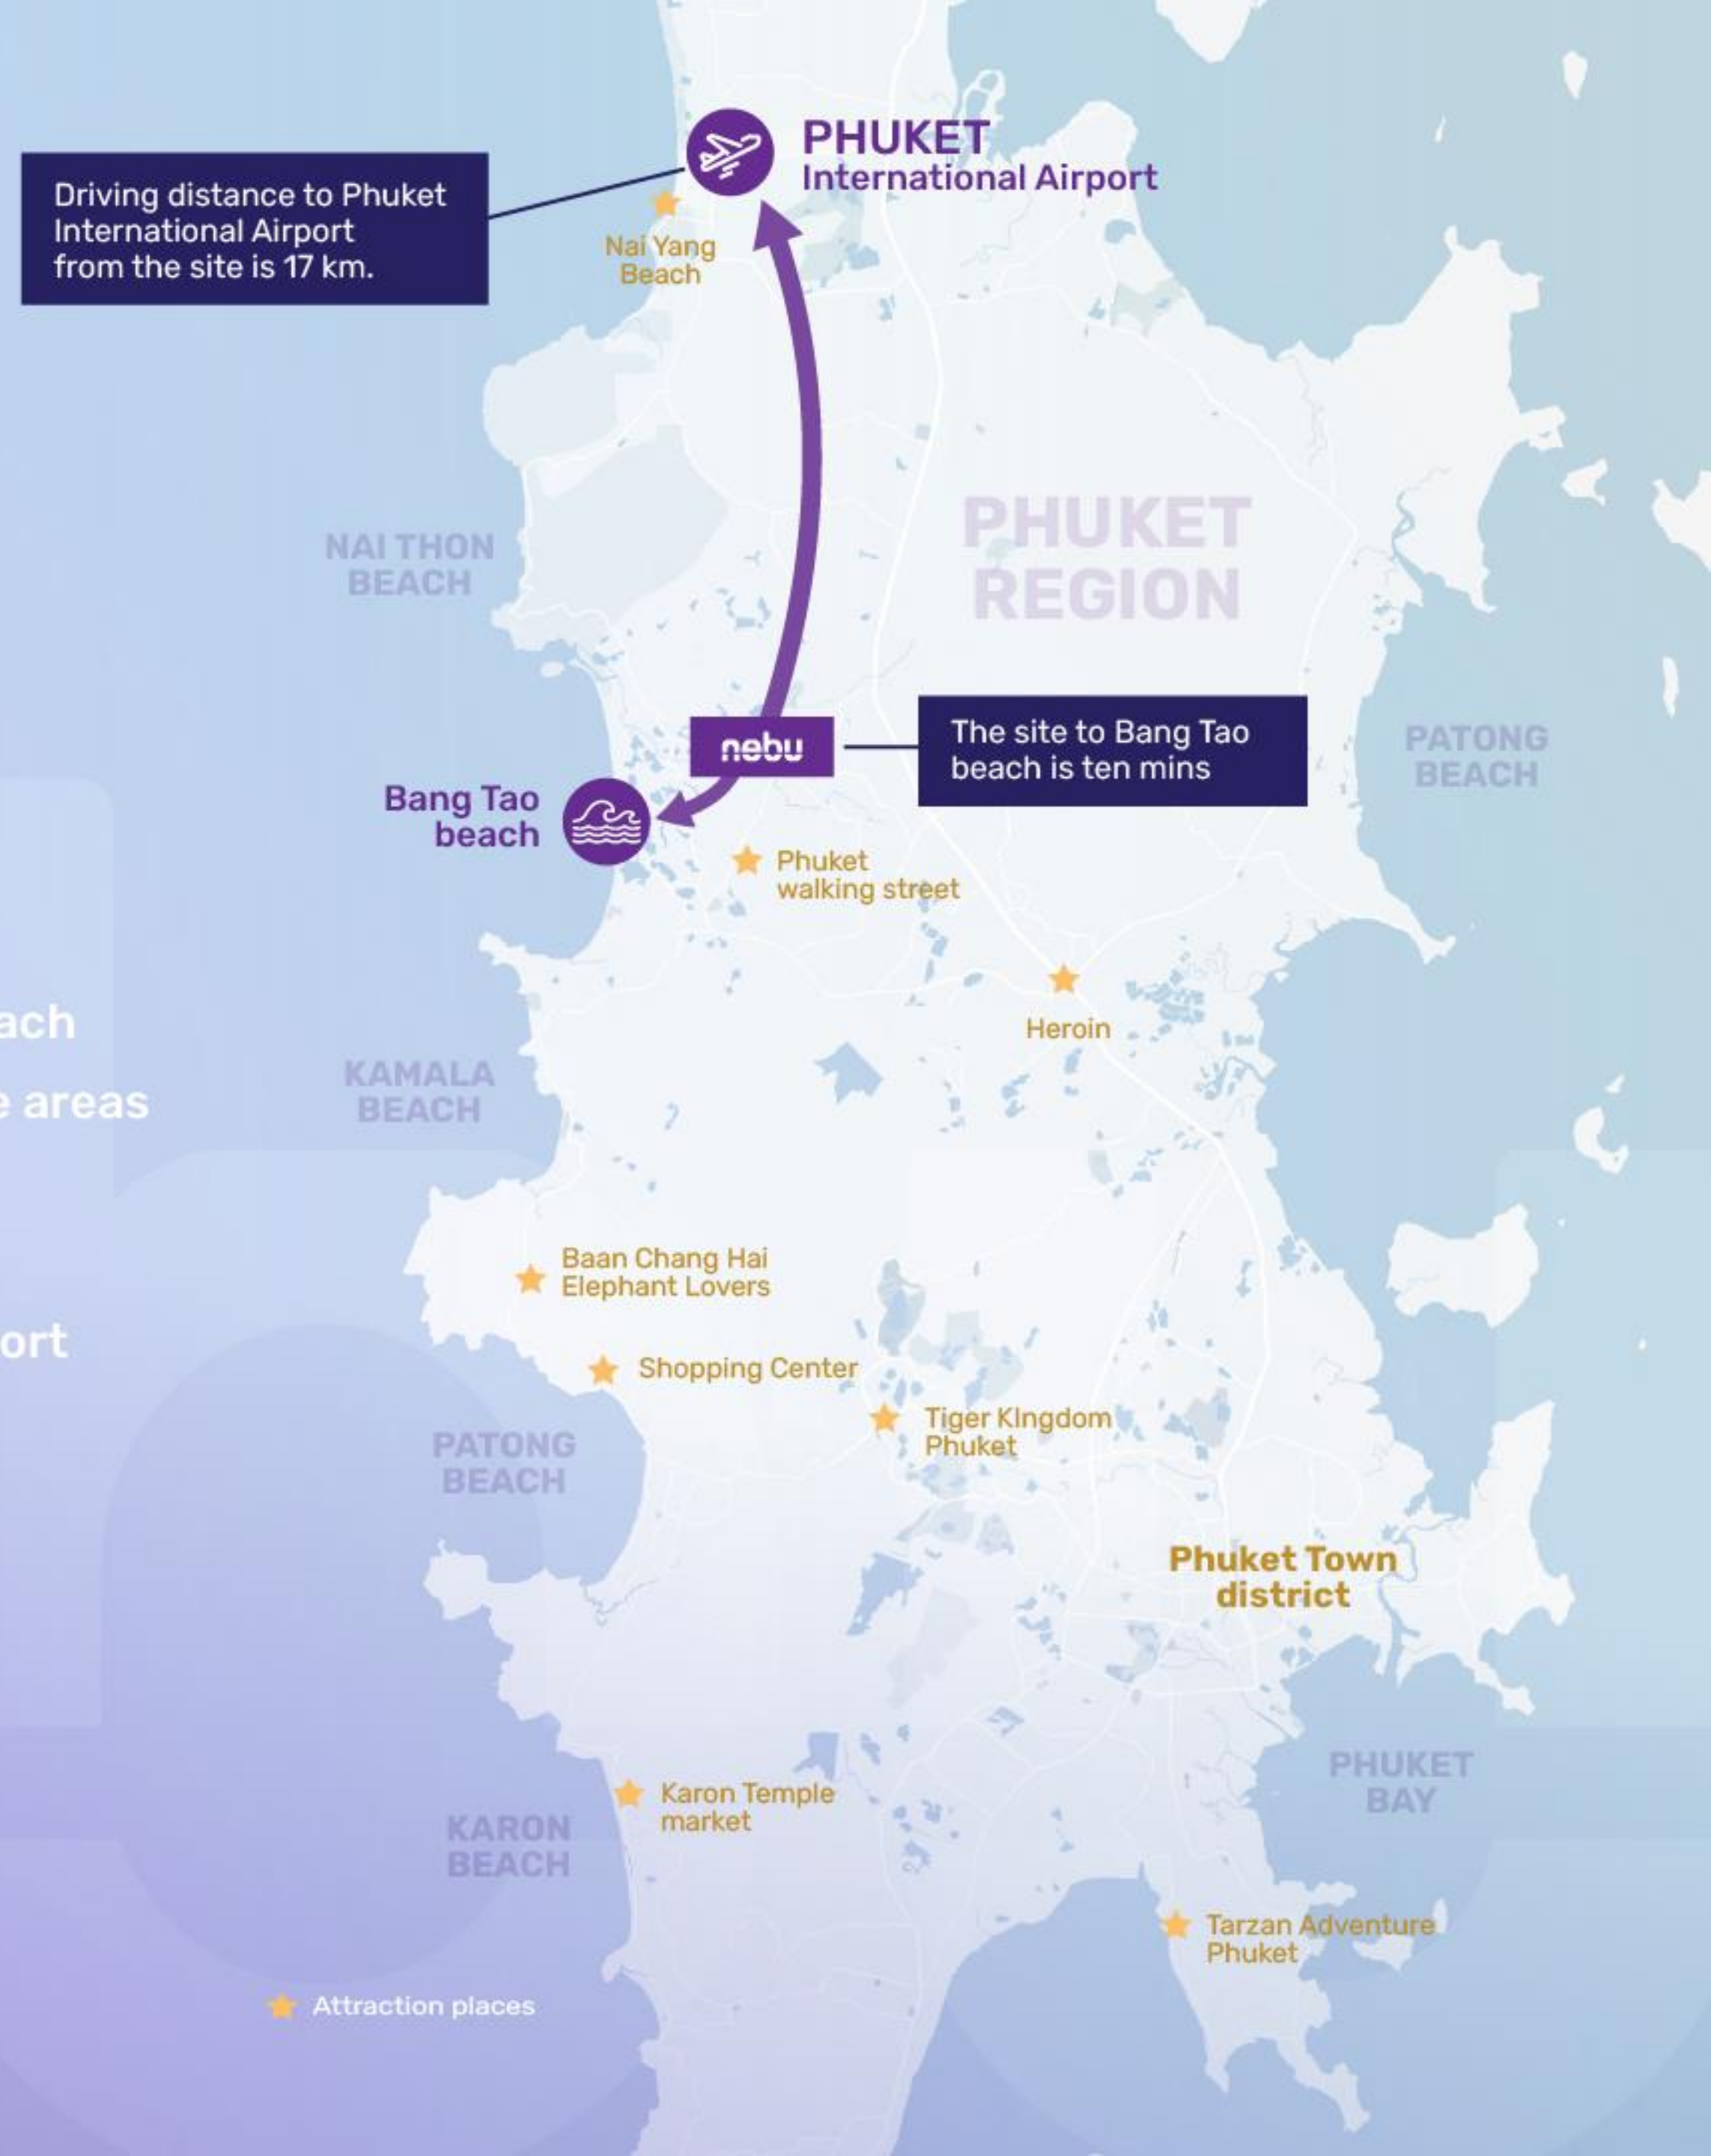 PHUKET
International Airport
Driving distance to Phuket
International Airport
from the site is 17 km.
Nai Yang
Beach
PHUKET
REGION
NAI THON
BEACH
nebu
The site to Bang Tao
beach is ten mins
PATONG
BEACH
Bang Tao
beach
Phuket
walking street
Heroin
ach
e areas
KAMALA
BEACH
Baan Chang Hai
Elephant Lovers
ort
Shopping Center
Tiger KIngdom
Phuket
PATONG
BEACH
Phuket Town
district
PHUKET
BAY
Karon Temple
market
KARON
BEACH
Tarzan Adventure
Phuket
Attraction places